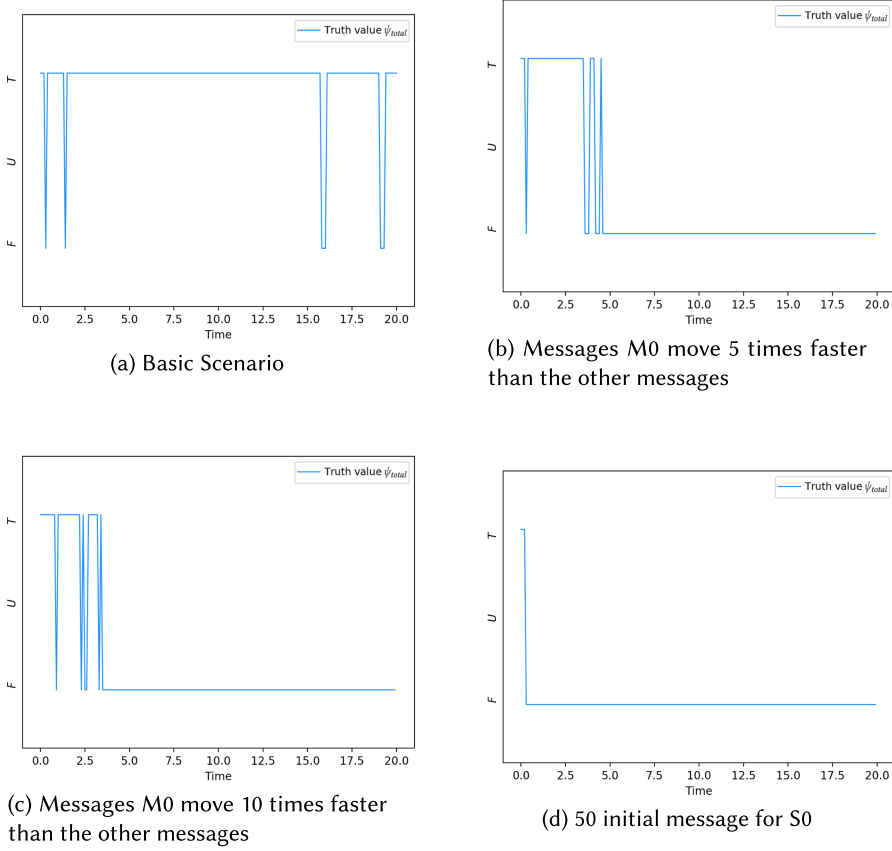 Truth value ψtotal
T
U
F
0.0 2.5 5.0 7.5 10.0 12.5 15.0 17.5 20.0
Time
(a) Basic Scenario
Truth value ψtotal
T
U
F
0.0 2.5 5.0 7.5 10.0 12.5 15.0 17.5 20.0
Time
(b) Messages M0 move 5 times faster
than the other messages
Truth value ψtotal
T
U
F
0.0 2.5 5.0 7.5 10.0 12.5 15.0 17.5 20.0
Time
(c) Messages M0 move 10 times faster
than the other messages
Truth value ψtotal
T
U
F
0.0 2.5 5.0 7.5 10.0 12.5 15.0 17.5 20.0
Time
(d) 50 initial message for S0